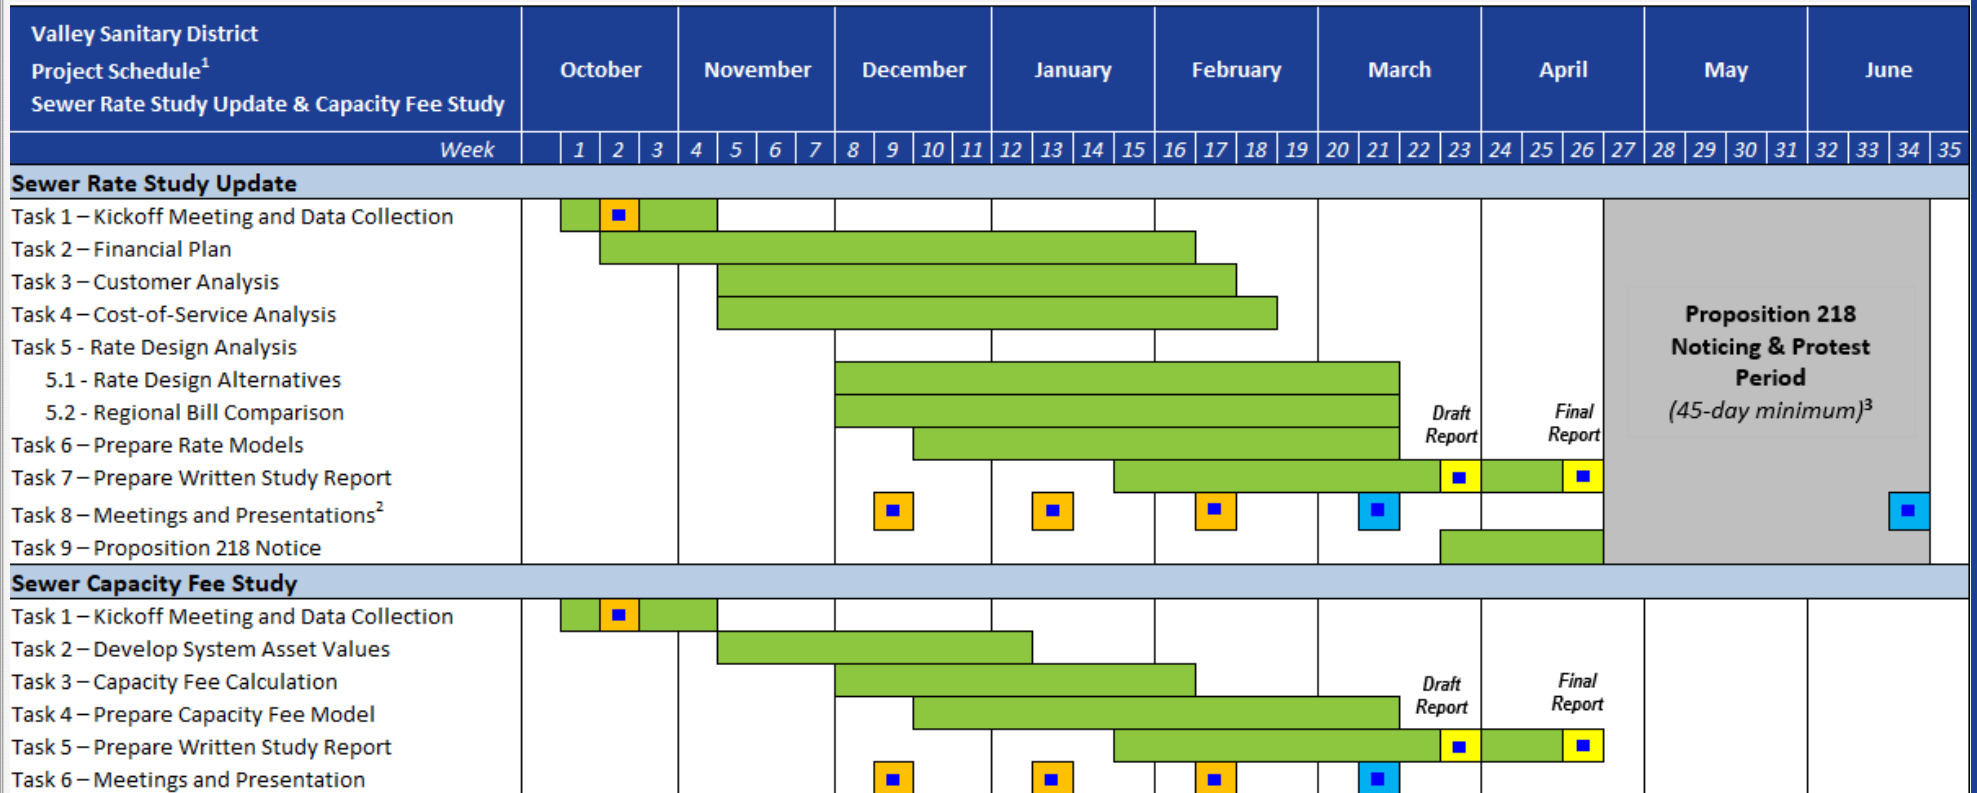 Valley Sanitary District
Project Schedule¹
Sewer Rate Study Update & Capacity Fee Study
October November December January February March April May June
Week 1 2 3 4 5 6 7 8 9 10 11 12 13 14 15 16 17 18 19 20 21 22 23 24 25 26 27 28 29 30 31 32 33 34 35
Sewer Rate Study Update
Task 1 – Kickoff Meeting and Data Collection
Task 2 – Financial Plan
Task 3 – Customer Analysis
Task 4 – Cost-of-Service Analysis
Task 5 - Rate Design Analysis
5.1 - Rate Design Alternatives
5.2 - Regional Bill Comparison
Task 6 – Prepare Rate Models
Task 7 – Prepare Written Study Report
Task 8 – Meetings and Presentations²
Task 9 – Proposition 218 Notice
Draft
Report
Final
Report
Proposition 218
Noticing & Protest
Period
(45-day minimum)³
Sewer Capacity Fee Study
Task 1 – Kickoff Meeting and Data Collection
Task 2 – Develop System Asset Values
Task 3 – Capacity Fee Calculation
Task 4 – Prepare Capacity Fee Model
Task 5 – Prepare Written Study Report
Task 6 – Meetings and Presentation
Draft
Report
Final
Report